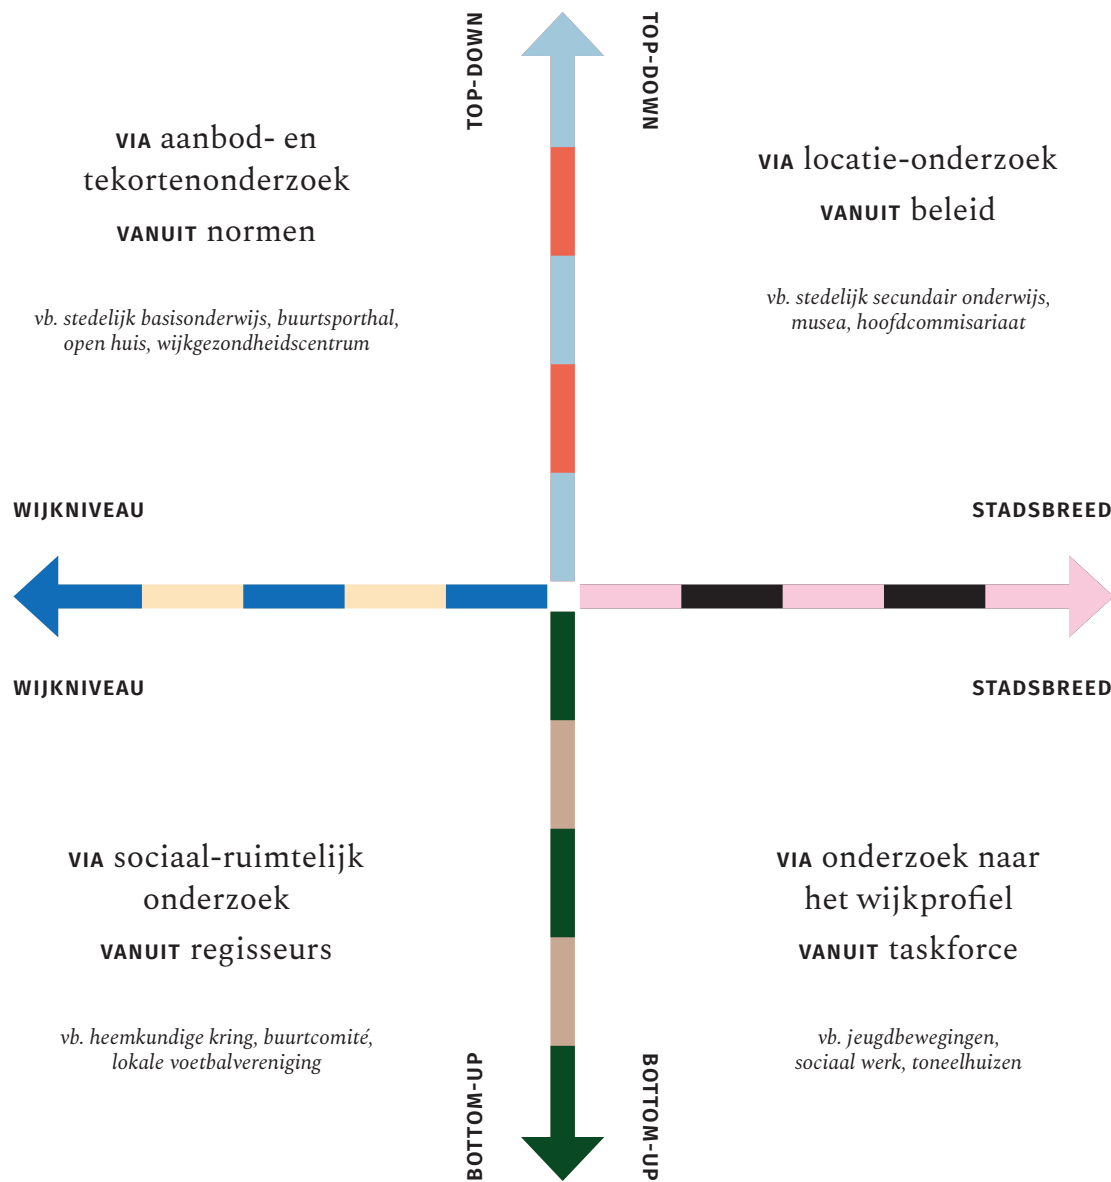 TOP-DOWN
TOP-DOWN
VIA aanbod- en
tekortenonderzoek
VANUIT normen
vb. stedelijk basisonderwijs, buurtsporthal,
open huis, wijkgezondheidscentrum
VIA locatie-onderzoek
VANUIT beleid
vb. stedelijk secundair onderwijs,
musea, hoofdcommisariaat
WIJKNIVEAU
STADSBREED
WIJKNIVEAU
STADSBREED
VIA sociaal-ruimtelijk
onderzoek
VANUIT regisseurs
vb. heemkundige kring, buurtcomité,
lokale voetbalvereniging
VIA onderzoek naar
het wijkprofiel
VANUIT taskforce
vb. jeugdbewegingen,
sociaal werk, toneelhuizen
BOTTOM-UP
BOTTOM-UP